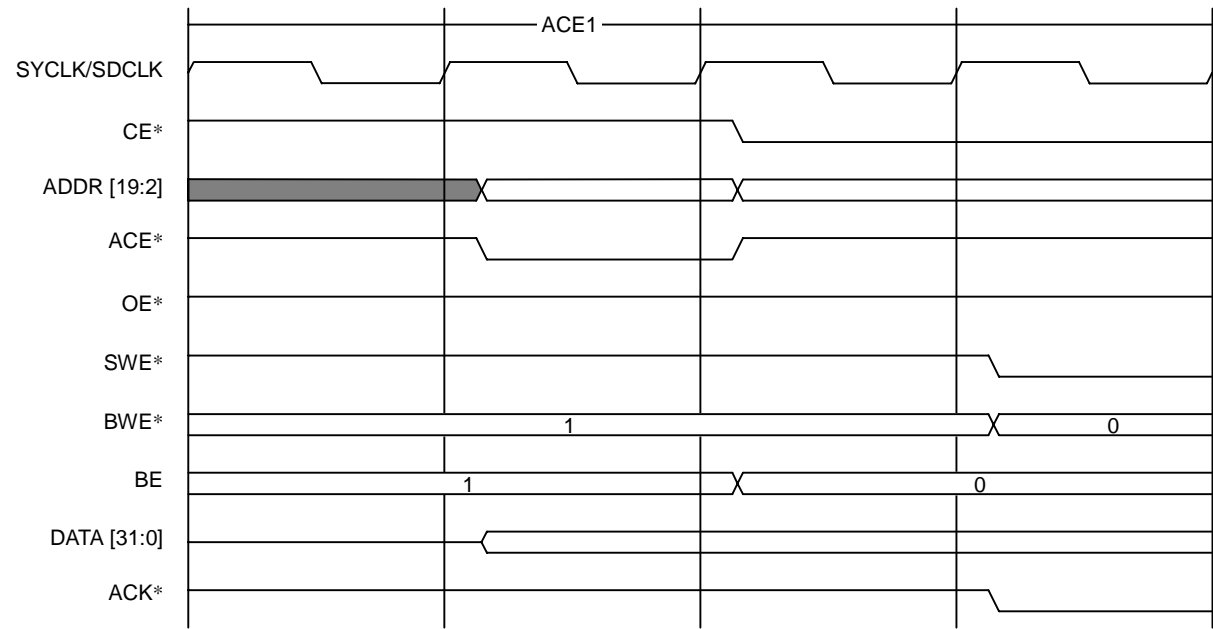 ACE1
SYCLK/SDCLK
CE*
ADDR [19:2]
ACE*
OE*
SWE*
BWE* 1 0
BE 1 0
DATA [31:0]
ACK*